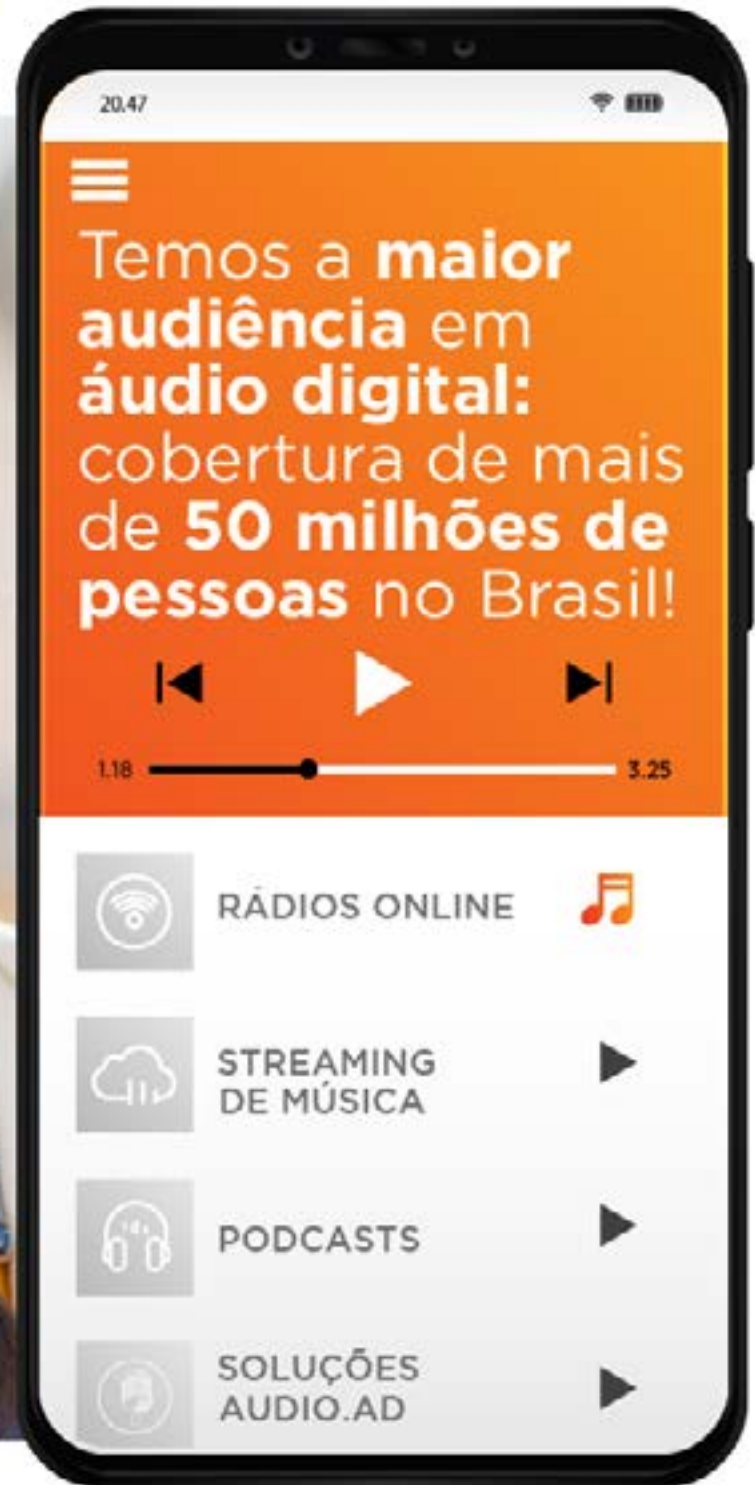 20.47
Temos a maior
audiência em
áudio digital:
cobertura de mais
de 50 milhões de
pessoas no Brasil!
1.18 3.25
RÁDIOS ONLINE
STREAMING
DE MÚSICA
PODCASTS
SOLUÇÕES
AUDIO.AD